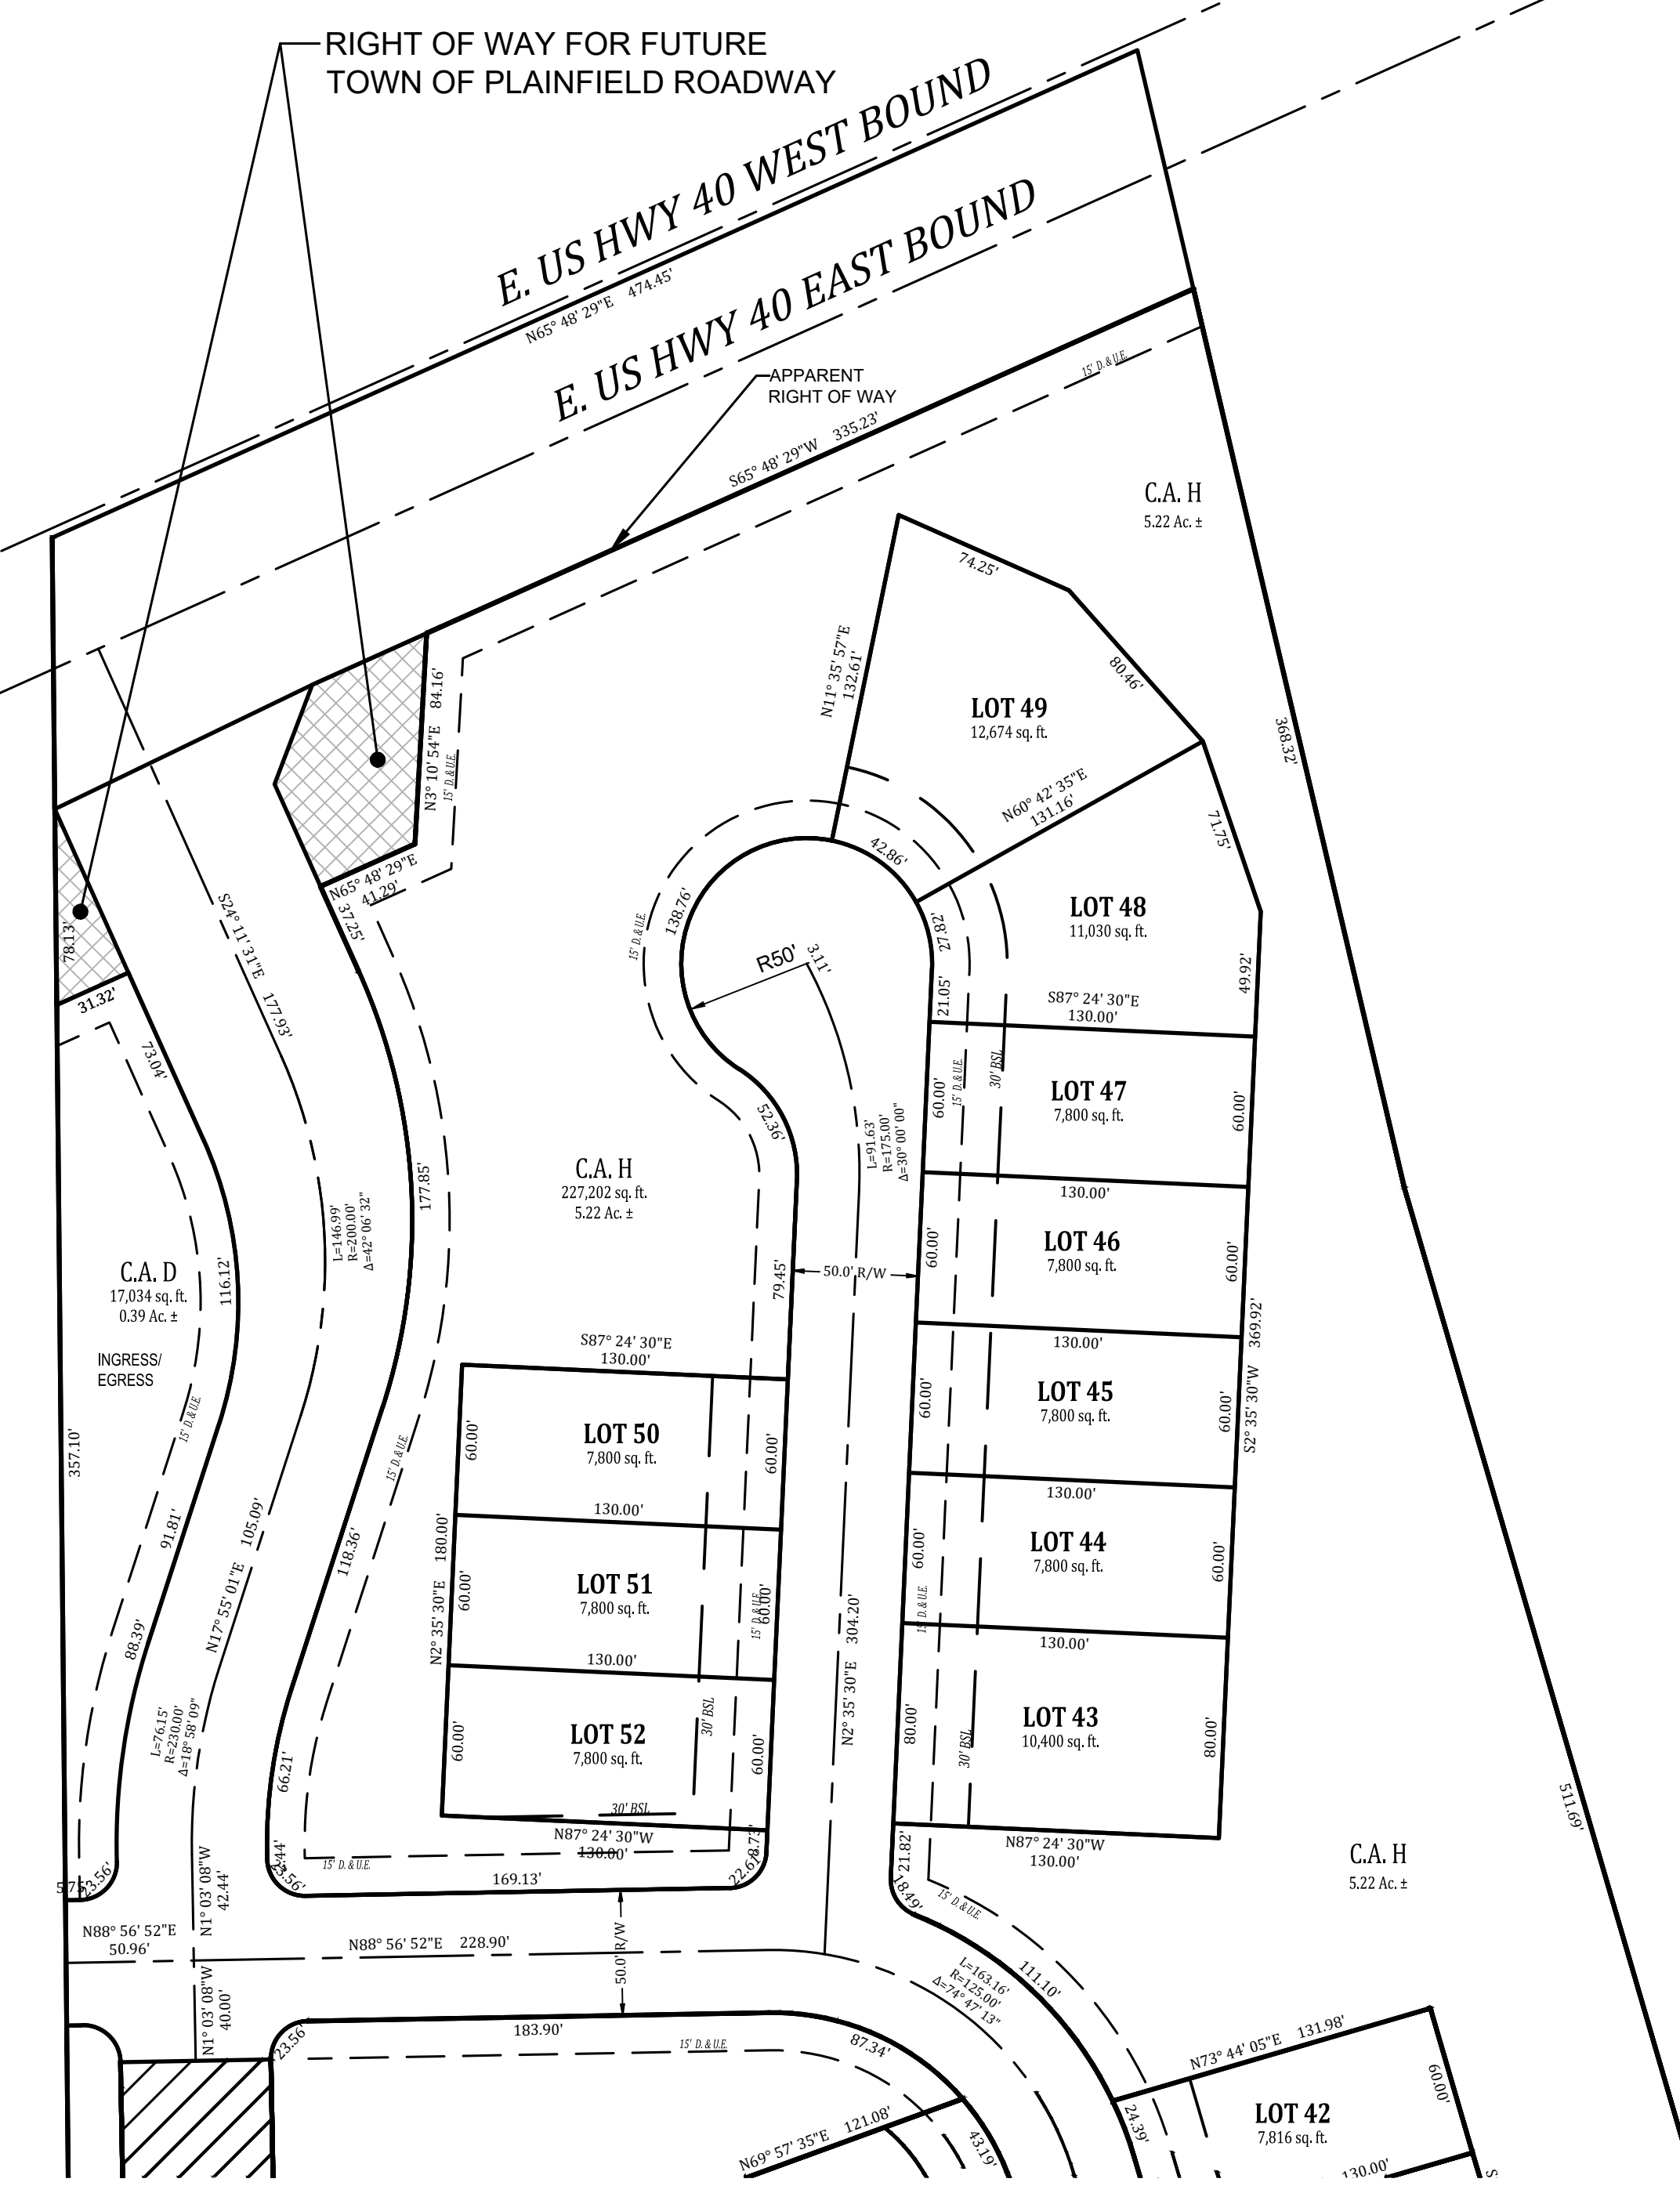 RIGHT OF WAY FOR FUTURE
TOWN OF PLAINFIELD ROADWAY
E. US HWY 40 WEST BOUND
N65° 48' 29"E 474.45'
E. US HWY 40 EAST BOUND
APPARENT
RIGHT OF WAY
15' D. & U.E.
S65° 48' 29"W 335.23'
C.A. H
5.22 Ac. ±
74.25'
N11° 35' 57"E
132.61'
80.46'
LOT 49
12,674 sq. ft.
368.32'
N3° 10' 54"E 84.16'
15' D. & U.E.
N60° 42' 35"E
131.16'
71.75'
42.86'
N65° 48' 29"E
41.29'
37.25'
138.76'
15' D. & U.E.
27.82'
LOT 48
11,030 sq. ft.
78.13'
31.32'
S24° 11' 31"E 177.93'
R50'
3.11'
21.05'
49.92'
S87° 24' 30"E
130.00'
73.04'
52.36'
L=91.63'
R=175.00'
Δ=30° 00' 00"
60.00'
15' D. & U.E.
30' BSL
LOT 47
7,800 sq. ft.
60.00'
C.A. H
227,202 sq. ft.
5.22 Ac. ±
177.85'
130.00'
L=146.99'
R=200.00'
Δ=42° 06' 32"
60.00'
LOT 46
7,800 sq. ft.
60.00'
C.A. D
17,034 sq. ft.
0.39 Ac. ±
116.12'
79.45'
50.0' R/W
INGRESS/
EGRESS
S87° 24' 30"E
130.00'
130.00'
S2° 35' 30"W 369.92'
60.00'
LOT 45
7,800 sq. ft.
60.00'
15' D. & U.E.
15' D. & U.E.
357.10'
60.00'
LOT 50
7,800 sq. ft.
60.00'
130.00'
130.00'
91.81'
N17° 55' 01"E 105.09'
118.36'
N2° 35' 30"E 180.00'
60.00'
LOT 51
7,800 sq. ft.
60.00'
15' D. & U.E.
60.00'
LOT 44
7,800 sq. ft.
60.00'
15' D. & U.E.
88.39'
130.00'
130.00'
N2° 35' 30"E 304.20'
L=76.15'
R=230.00'
Δ=18° 58' 09"
66.21'
60.00'
LOT 52
7,800 sq. ft.
30' BSL
60.00'
80.00'
30' BSL
LOT 43
10,400 sq. ft.
80.00'
30' BSL
N87° 24' 30"W
130.00'
8.73'
N87° 24' 30"W
130.00'
511.69'
C.A. H
5.22 Ac. ±
5.75'
23.56'
23.56'
15' D. & U.E.
169.13'
22.61'
21.82'
18.49'
15' D. & U.E.
N1° 03' 08"W
42.44'
N88° 56' 52"E
50.96'
N88° 56' 52"E 228.90'
50.0' R/W
L=163.16'
R=125.00'
Δ=74° 47' 13"
111.10'
N1° 03' 08"W
40.00'
23.56'
183.90'
15' D. & U.E.
87.34'
N73° 44' 05"E 131.98'
60.00'
LOT 42
7,816 sq. ft.
24.39'
N69° 57' 35"E 121.08'
43.19'
130.00'
S